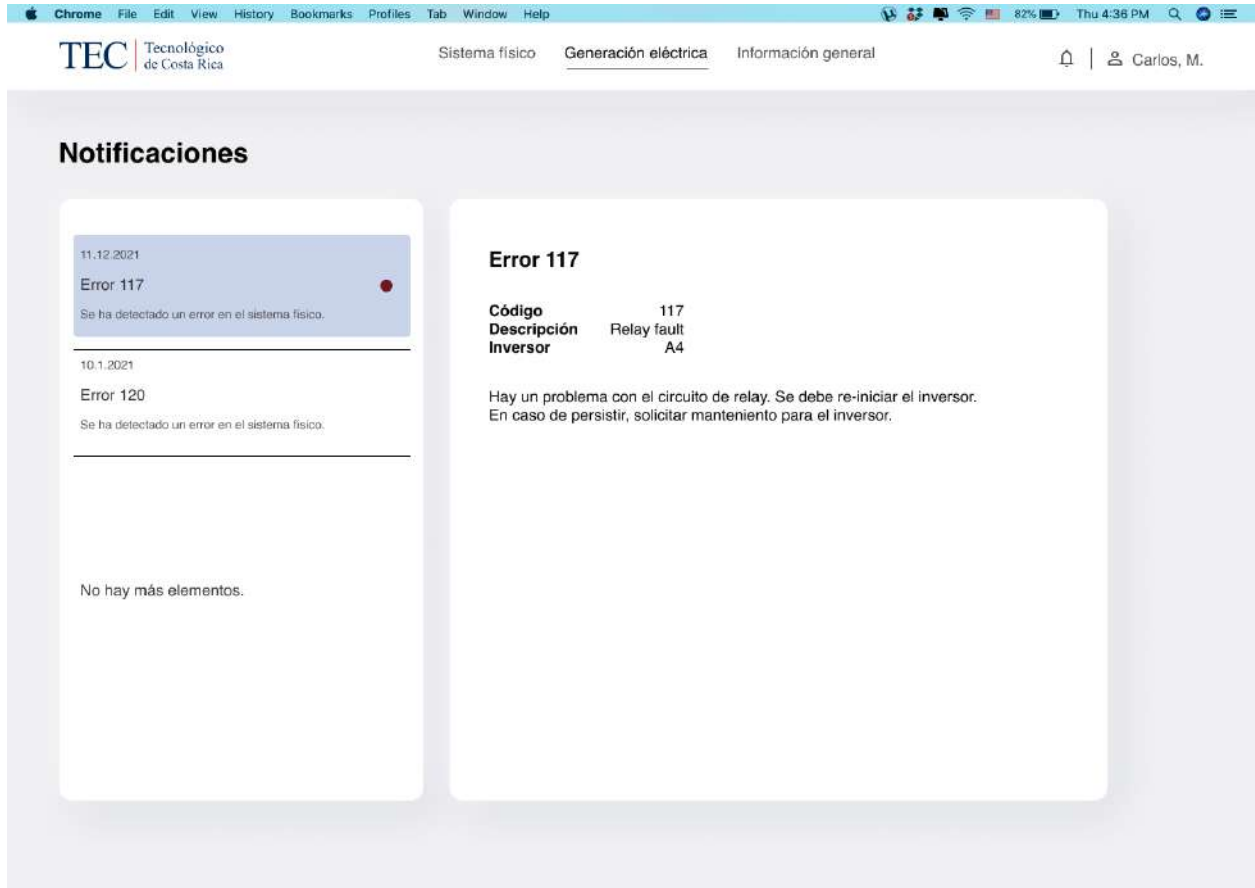 Chrome File Edit View History Bookmarks Profiles Tab Window Help 82% Thu 4:36 PM
TEC Tecnológico
de Costa Rica
Sistema físico Generación eléctrica Información general
Carlos, M.
Notificaciones
11.12.2021
Error 117
Se ha detectado un error en el sistema físico.
10.1.2021
Error 120
Se ha detectado un error en el sistema físico.
No hay más elementos.
Error 117
Código 117
Descripción Relay fault
Inversor A4
Hay un problema con el circuito de relay. Se debe re-iniciar el inversor.
En caso de persistir, solicitar manteniento para el inversor.